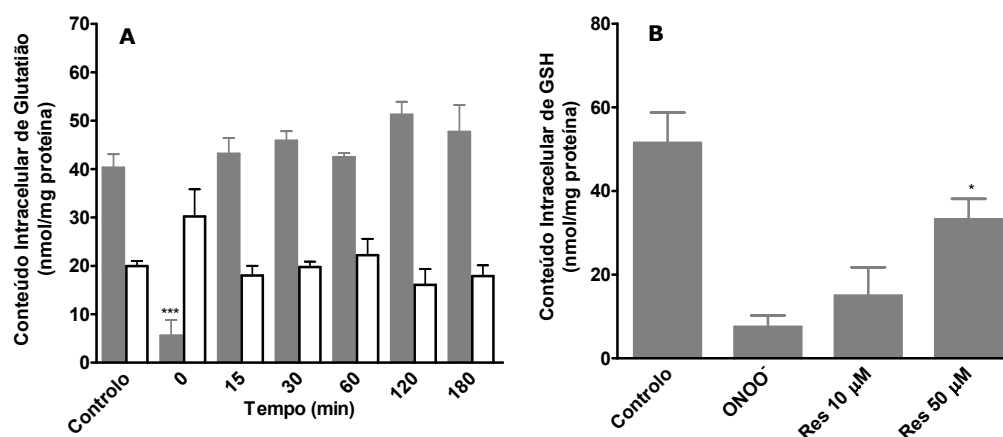 A
Conteúdo Intracelular de Glutatião
(nmol/mg proteína)
70
60
50
40
30
20
10
0
***
Controlo
0
15
30
60
120
180
Tempo (min)
B
Conteúdo Intracelular de GSH
(nmol/mg proteína)
80
60
40
20
0
*
Controlo
ONOO⁻
Res 10 μM
Res 50 μM